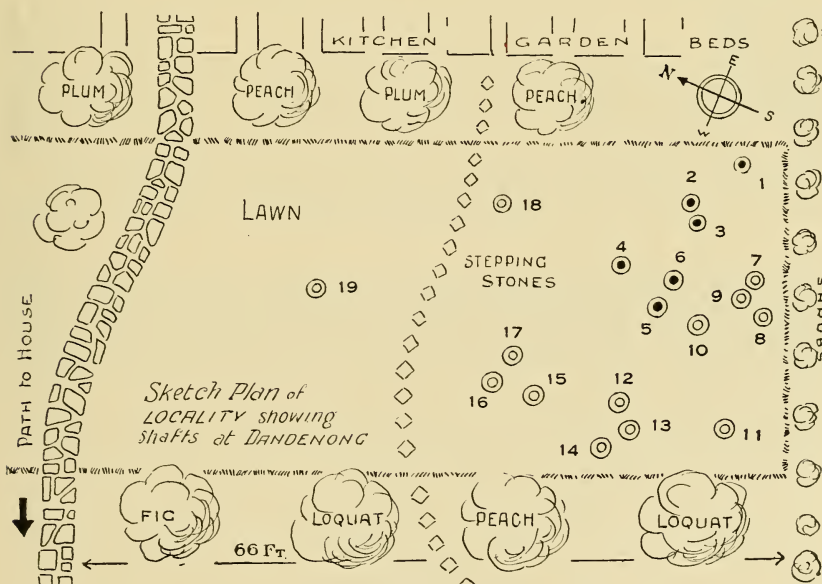 KITCHEN GARDEN BEDS
PLUM
PEACH
PLUM
PEACH
N
E
S
W
LAWN
STEPPING
STONES
1
2
3
4
5
6
7
8
9
10
11
12
13
14
15
16
17
18
19
SHRUBS
PATH to HOUSE
Sketch Plan of
LOCALITY showing
shafts at DANDENONG
FIG
LOQUAT
PEACH
LOQUAT
66 FT.